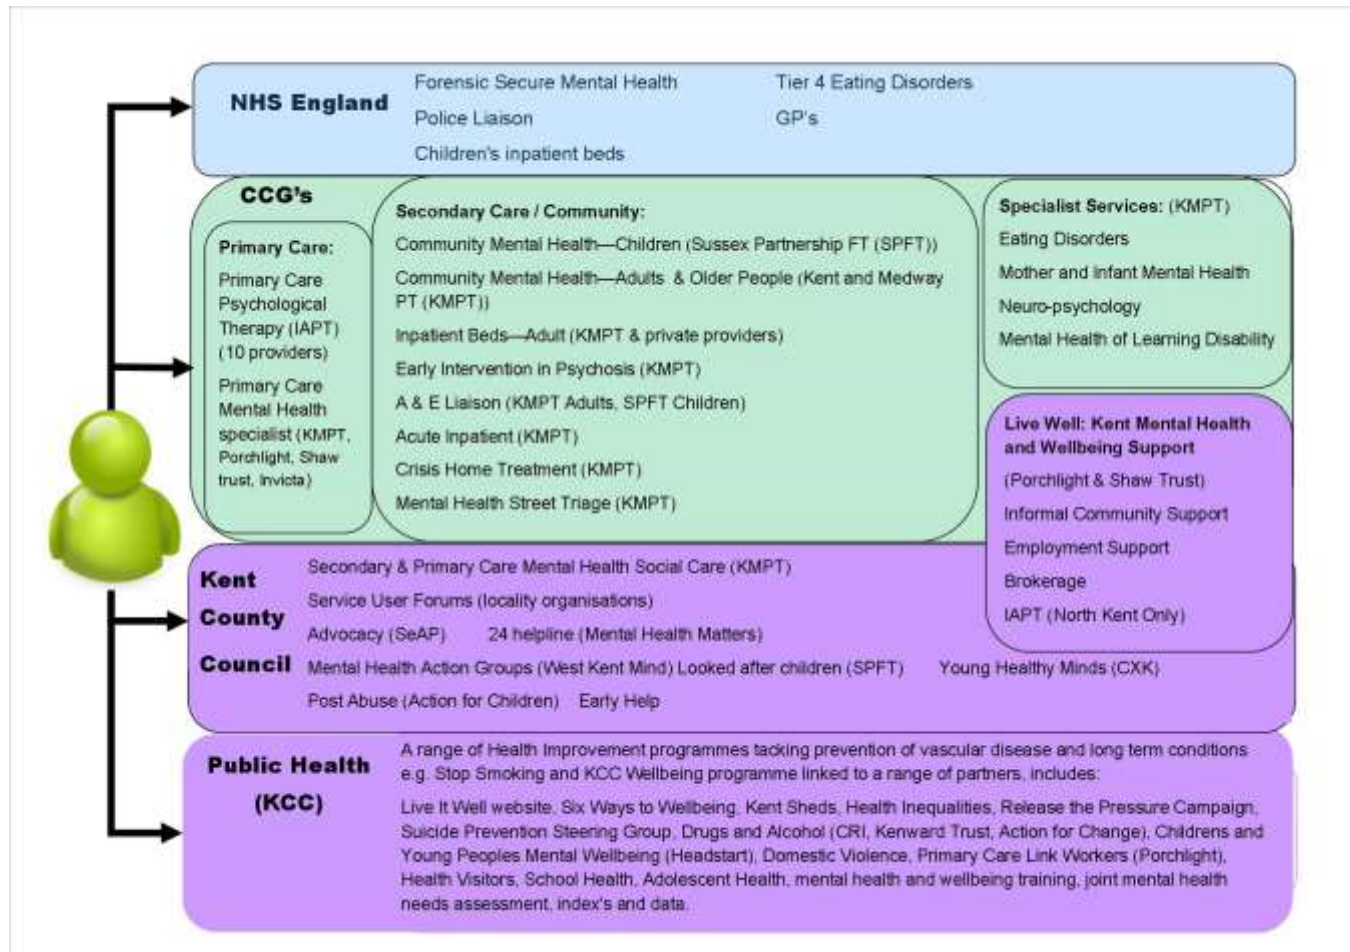 NHS England
Forensic Secure Mental Health
Tier 4 Eating Disorders
Police Liaison
GP's
Children's inpatient beds
CCG's
Primary Care:
Primary Care
Psychological
Therapy (IAPT)
(10 providers)
Primary Care
Mental Health
specialist (KMPT,
Porchlight, Shaw
trust, Invicta)
Secondary Care / Community:
Community Mental Health—Children (Sussex Partnership FT (SPFT))
Community Mental Health—Adults & Older People (Kent and Medway
PT (KMPT))
Inpatient Beds—Adult (KMPT & private providers)
Early Intervention in Psychosis (KMPT)
A & E Liaison (KMPT Adults, SPFT Children)
Acute Inpatient (KMPT)
Crisis Home Treatment (KMPT)
Mental Health Street Triage (KMPT)
Specialist Services: (KMPT)
Eating Disorders
Mother and Infant Mental Health
Neuro-psychology
Mental Health of Learning Disability
Live Well: Kent Mental Health
and Wellbeing Support
(Porchlight & Shaw Trust)
Informal Community Support
Employment Support
Brokerage
IAPT (North Kent Only)
Kent
County
Council
Secondary & Primary Care Mental Health Social Care (KMPT)
Service User Forums (locality organisations)
Advocacy (SeAP) 24 helpline (Mental Health Matters)
Mental Health Action Groups (West Kent Mind) Looked after children (SPFT) Young Healthy Minds (CXK)
Post Abuse (Action for Children) Early Help
Public Health
(KCC)
A range of Health Improvement programmes tacking prevention of vascular disease and long term conditions
e.g. Stop Smoking and KCC Wellbeing programme linked to a range of partners, includes:
Live It Well website, Six Ways to Wellbeing, Kent Sheds, Health Inequalities, Release the Pressure Campaign,
Suicide Prevention Steering Group, Drugs and Alcohol (CRI, Kenward Trust, Action for Change), Childrens and
Young Peoples Mental Wellbeing (Headstart), Domestic Violence, Primary Care Link Workers (Porchlight),
Health Visitors, School Health, Adolescent Health, mental health and wellbeing training, joint mental health
needs assessment, index's and data.